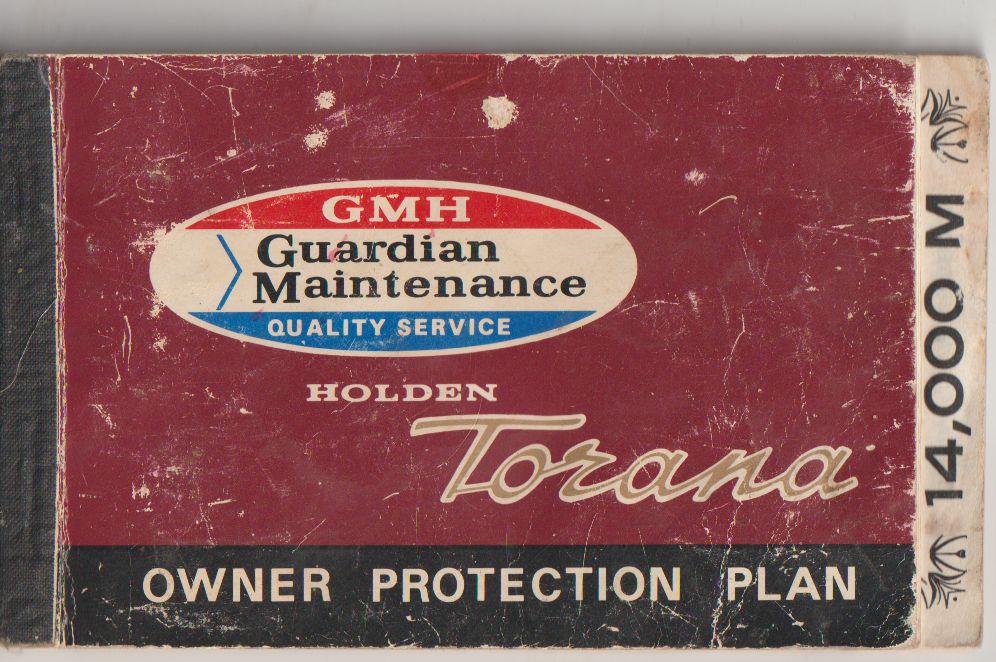 GMH
Guardian
Maintenance
QUALITY SERVICE
HOLDEN
Torana
OWNER PROTECTION PLAN
14,000 M